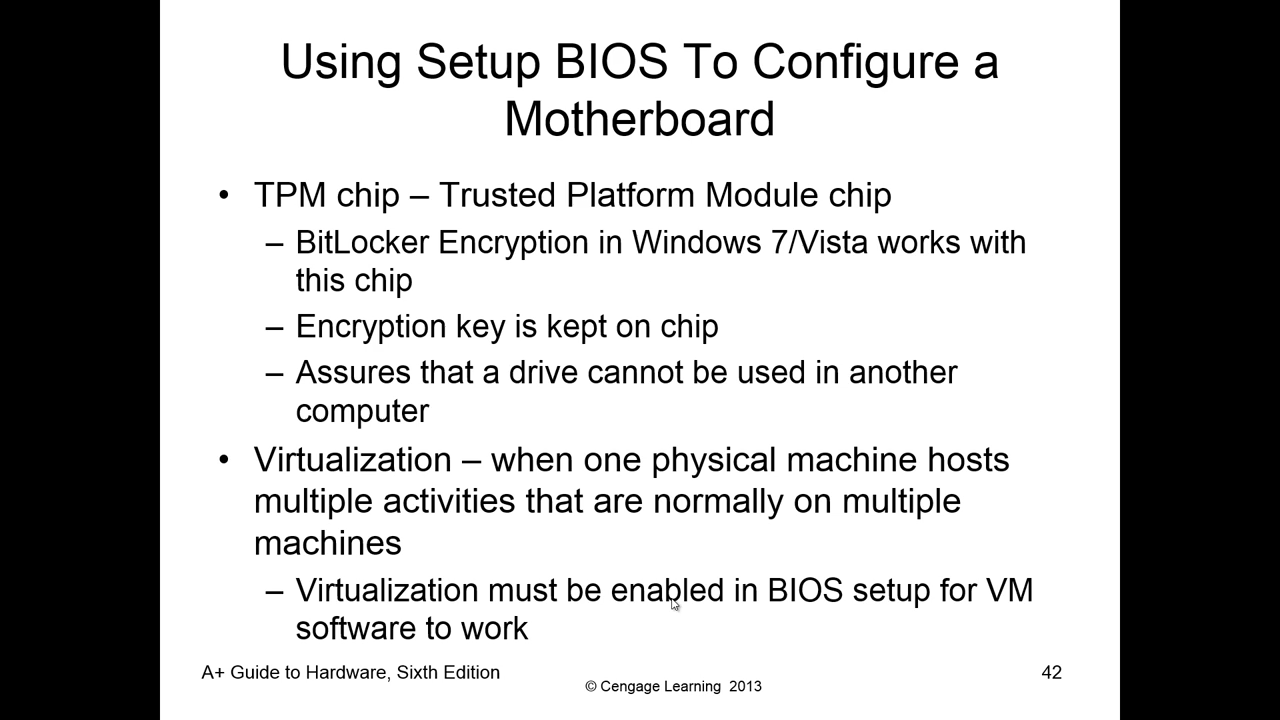 Using Setup BIOS To Configure a
Motherboard
• TPM chip – Trusted Platform Module chip
– BitLocker Encryption in Windows 7/Vista works with
this chip
– Encryption key is kept on chip
– Assures that a drive cannot be used in another
computer
• Virtualization – when one physical machine hosts
multiple activities that are normally on multiple
machines
– Virtualization must be enabled in BIOS setup for VM
software to work
A+ Guide to Hardware, Sixth Edition
© Cengage Learning 2013
42